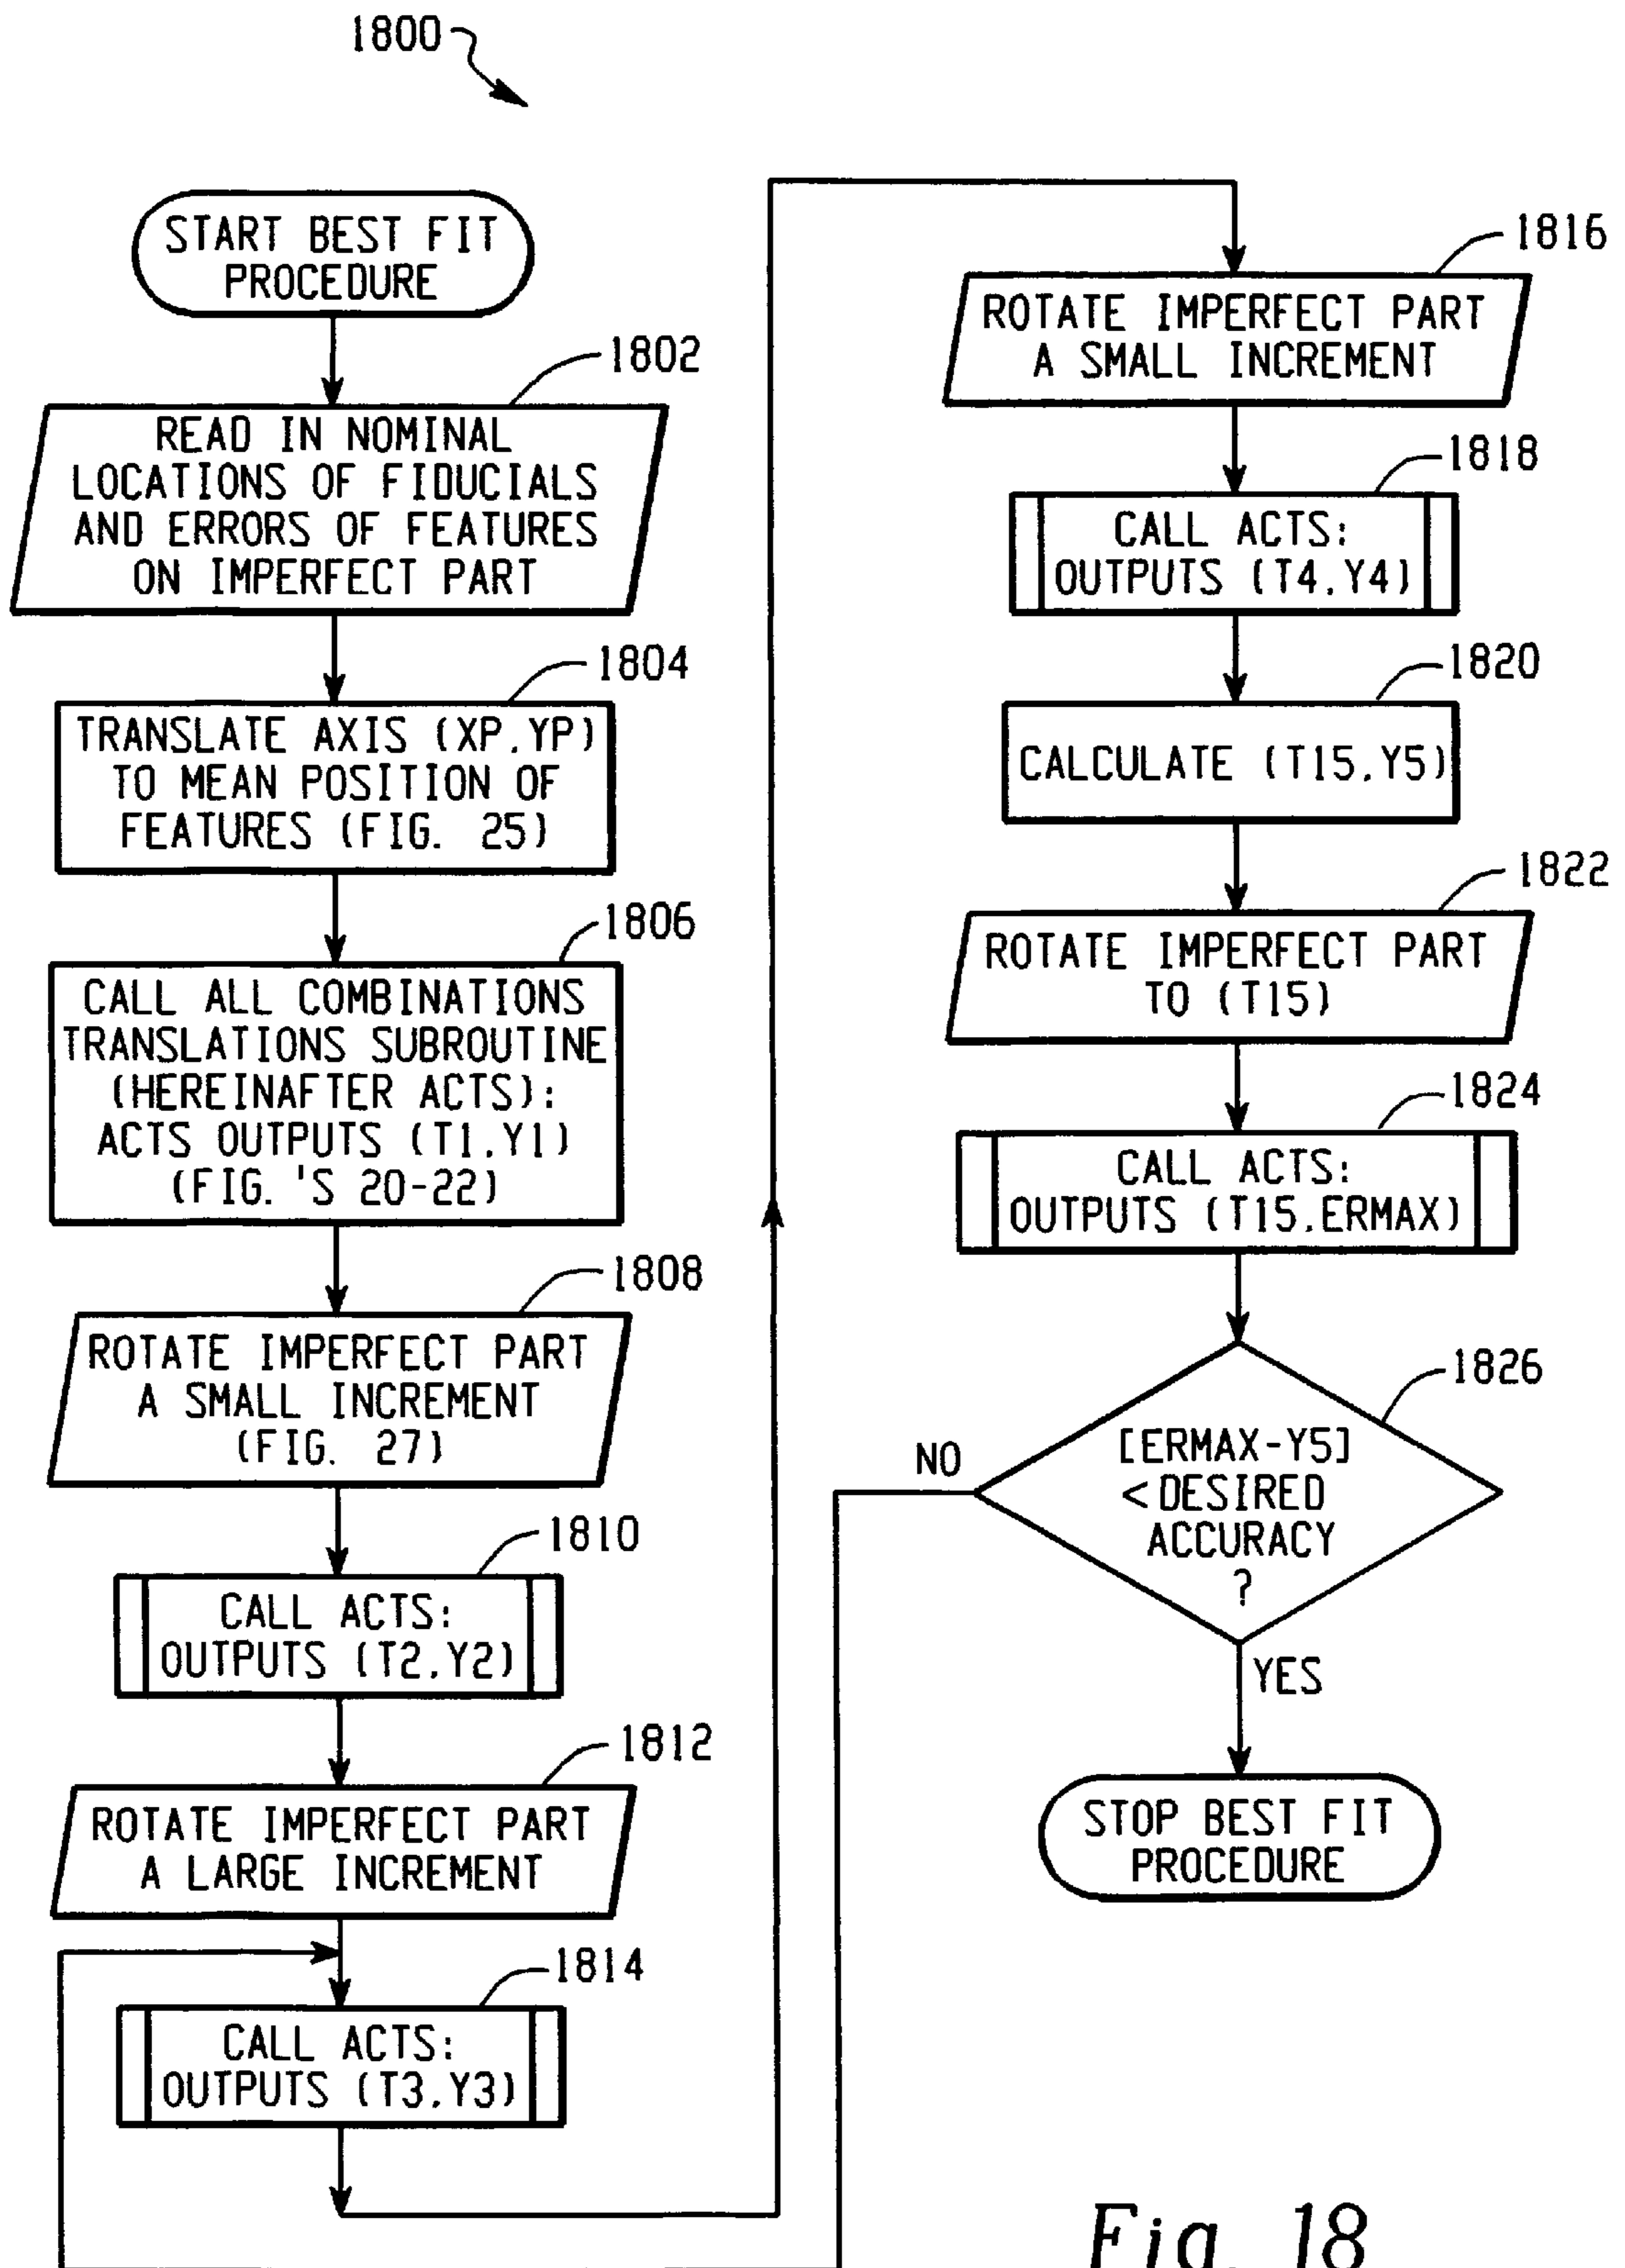 1800
START BEST FIT
PROCEDURE
1802
READ IN NOMINAL
LOCATIONS OF FIDUCIALS
AND ERRORS OF FEATURES
ON IMPERFECT PART
1804
TRANSLATE AXIS (XP,YP)
TO MEAN POSITION OF
FEATURES (FIG. 25)
1806
CALL ALL COMBINATIONS
TRANSLATIONS SUBROUTINE
(HEREINAFTER ACTS):
ACTS OUTPUTS (T1,Y1)
(FIG. 'S 20-22)
1808
ROTATE IMPERFECT PART
A SMALL INCREMENT
(FIG. 27)
1810
CALL ACTS:
OUTPUTS (T2,Y2)
1812
ROTATE IMPERFECT PART
A LARGE INCREMENT
1814
CALL ACTS:
OUTPUTS (T3,Y3)
1816
ROTATE IMPERFECT PART
A SMALL INCREMENT
1818
CALL ACTS:
OUTPUTS (T4,Y4)
1820
CALCULATE (T15,Y5)
1822
ROTATE IMPERFECT PART
TO (T15)
1824
CALL ACTS:
OUTPUTS (T15,ERMAX)
1826
[ERMAX-Y5]
<DESIRED
ACCURACY
?
NO
YES
STOP BEST FIT
PROCEDURE
Fig. 18